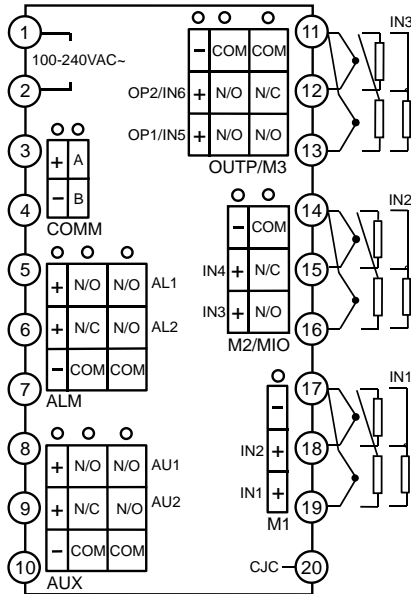 1
100-240VAC~
2
3
+ A
4
− B
COMM
5
+ N/O N/O AL1
6
+ N/C N/O AL2
− COM COM
7
ALM
8
+ N/O N/O AU1
9
+ N/C N/O AU2
− COM COM
10
AUX
− COM COM
11
IN3
OP2/IN6 + N/O N/C
12
OP1/IN5 + N/O N/O
13
OUTP/M3
− COM
14
IN2
IN4 + N/C
15
IN3 + N/O
16
M2/MIO
−
17
IN1
IN2 +
18
IN1 +
19
M1
CJC
20